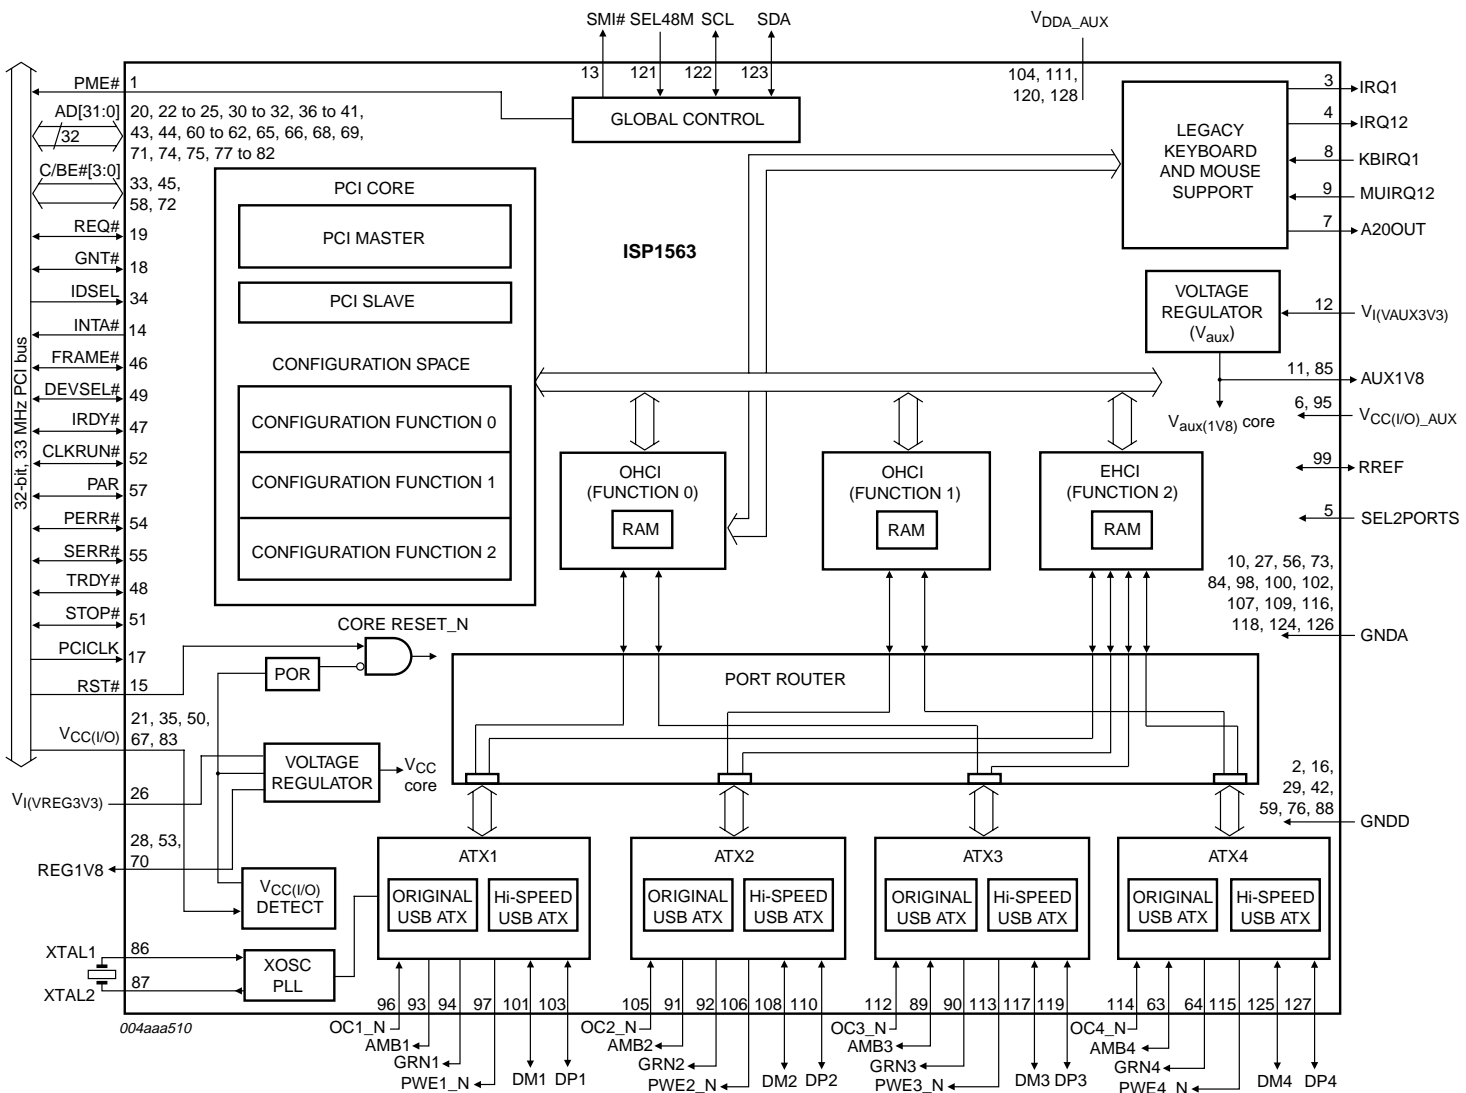 SMI# SEL48M SCL SDA
VDDA_AUX
13 121 122 123
104, 111,
120, 128
GLOBAL CONTROL
32-bit, 33 MHz PCI bus
PME# 1
AD[31:0] 20, 22 to 25, 30 to 32, 36 to 41,
32 43, 44, 60 to 62, 65, 66, 68, 69,
71, 74, 75, 77 to 82
C/BE#[3:0] 33, 45,
58, 72
REQ# 19
GNT# 18
IDSEL 34
INTA# 14
FRAME# 46
DEVSEL# 49
IRDY# 47
CLKRUN# 52
PAR 57
PERR# 54
SERR# 55
TRDY# 48
STOP# 51
PCICLK 17
RST# 15
VCC(I/O) 21, 35, 50,
67, 83
VI(VREG3V3) 26
REG1V8 28, 53,
70
XTAL1 86
XTAL2 87
PCI CORE
PCI MASTER
PCI SLAVE
CONFIGURATION SPACE
CONFIGURATION FUNCTION 0
CONFIGURATION FUNCTION 1
CONFIGURATION FUNCTION 2
ISP1563
LEGACY
KEYBOARD
AND MOUSE
SUPPORT
3 IRQ1
4 IRQ12
8 KBIRQ1
9 MUIRQ12
7 A20OUT
VOLTAGE
REGULATOR
(Vaux)
12 VI(VAUX3V3)
11, 85 AUX1V8
Vaux(1V8) core
6, 95 VCC(I/O)_AUX
99 RREF
5 SEL2PORTS
10, 27, 56, 73,
84, 98, 100, 102,
107, 109, 116,
118, 124, 126
GNDA
2, 16,
29, 42,
59, 76, 88
GNDD
OHCI
(FUNCTION 0)
RAM
OHCI
(FUNCTION 1)
RAM
EHCI
(FUNCTION 2)
RAM
CORE RESET_N
POR
PORT ROUTER
VOLTAGE
REGULATOR
VCC
core
VCC(I/O)
DETECT
XOSC
PLL
ATX1
ORIGINAL
USB ATX
Hi-SPEED
USB ATX
ATX2
ORIGINAL
USB ATX
Hi-SPEED
USB ATX
ATX3
ORIGINAL
USB ATX
Hi-SPEED
USB ATX
ATX4
ORIGINAL
USB ATX
Hi-SPEED
USB ATX
96 93 94 97 101 103
105 91 92 106 108 110
112 89 90 113 117 119
114 63 64 115 125 127
004aaa510
OC1_N
AMB1
GRN1
PWE1_N
DM1 DP1
OC2_N
AMB2
GRN2
PWE2_N
DM2 DP2
OC3_N
AMB3
GRN3
PWE3_N
DM3 DP3
OC4_N
AMB4
GRN4
PWE4_N
DM4 DP4